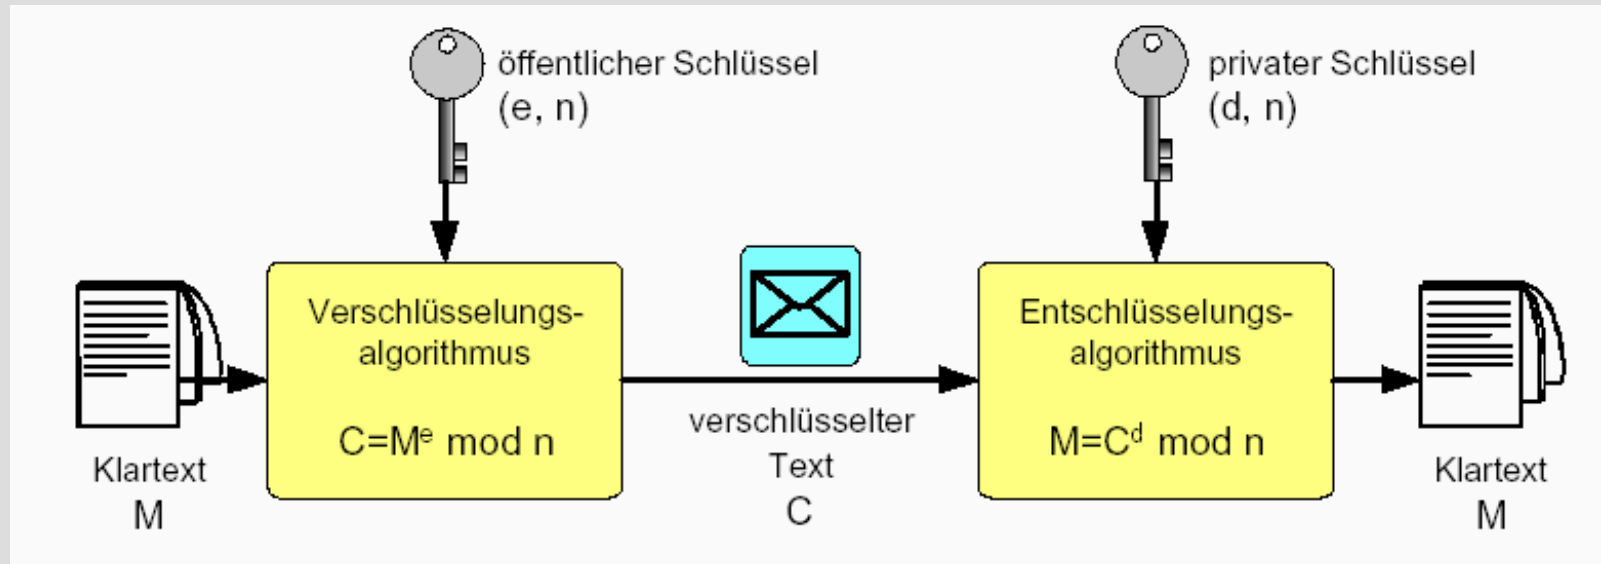 öffentlicher Schlüssel
(e, n)
privater Schlüssel
(d, n)
Klartext
M
Verschlüsselungs-
algorithmus
C=Mᵉ mod n
verschlüsselter
Text
C
Entschlüsselungs-
algorithmus
M=Cᵈ mod n
Klartext
M